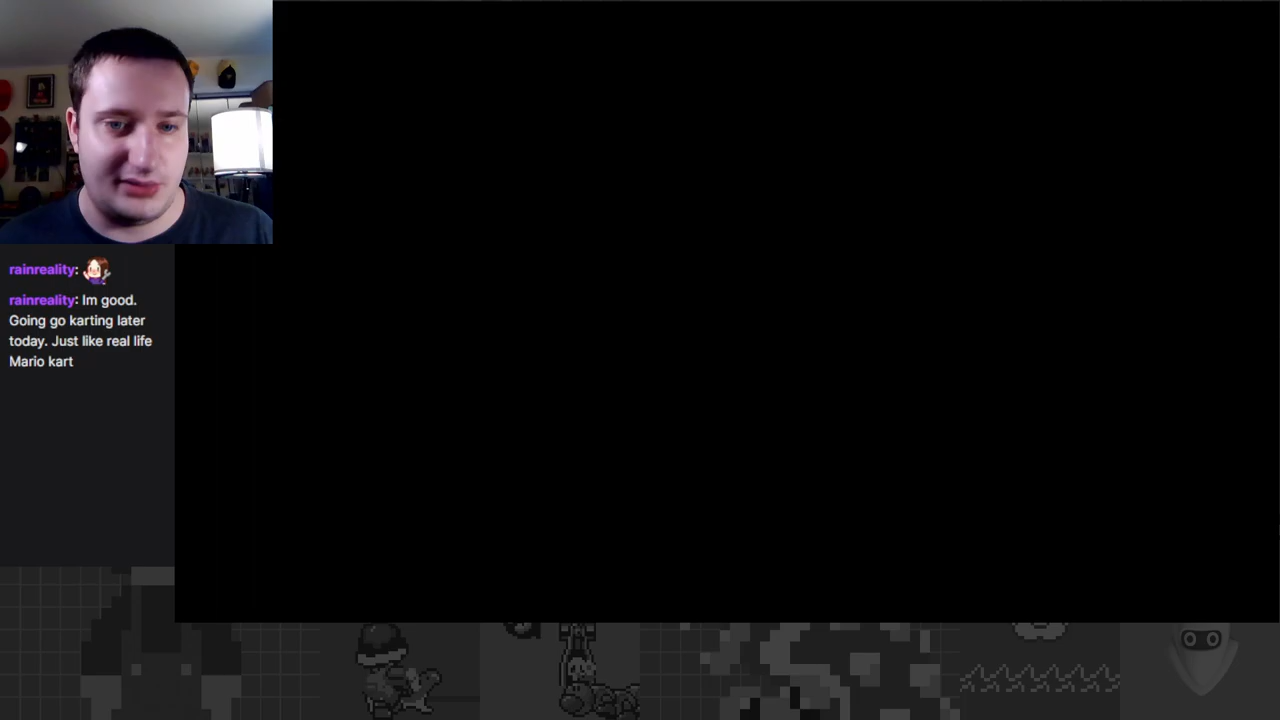 rainreality:
rainreality: Im good.
Going go karting later
today. Just like real life
Mario kart